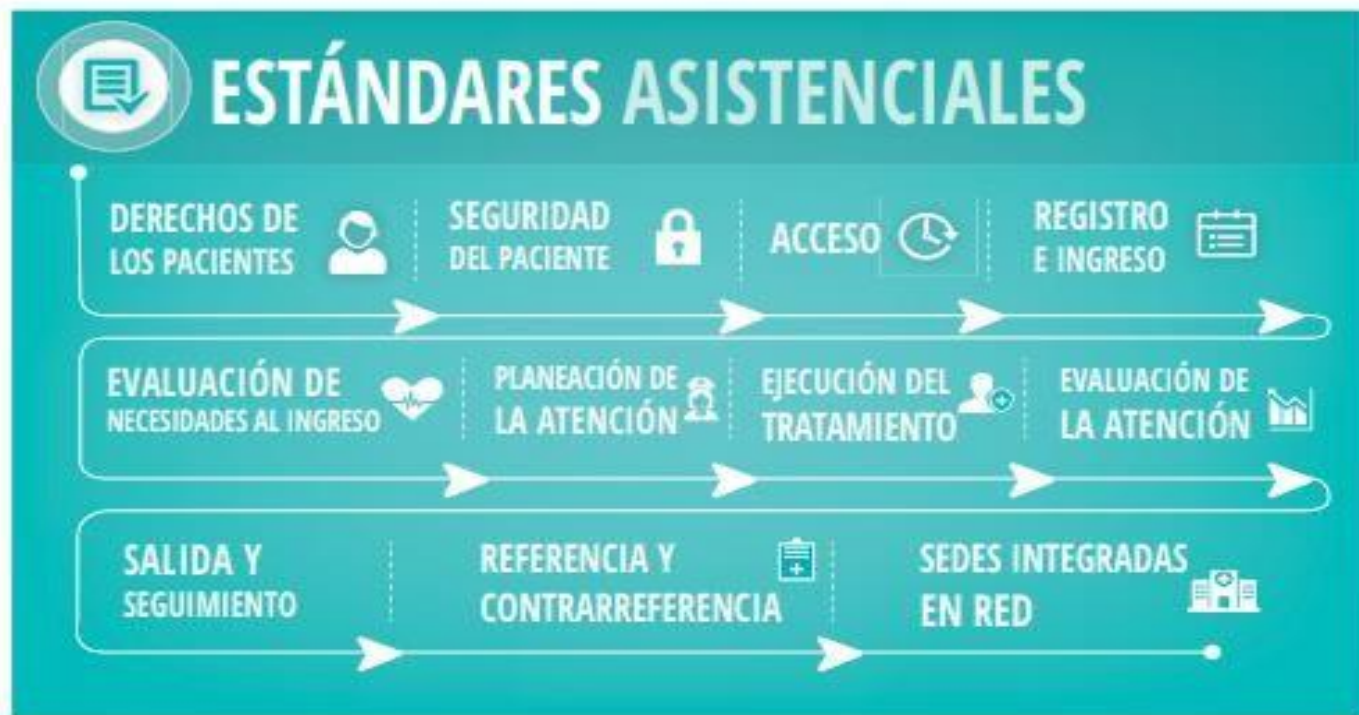 ESTÁNDARES ASISTENCIALES
DERECHOS DE
LOS PACIENTES
SEGURIDAD
DEL PACIENTE
ACCESO
REGISTRO
E INGRESO
EVALUACIÓN DE
NECESIDADES AL INGRESO
PLANEACIÓN DE
LA ATENCIÓN
EJECUCIÓN DEL
TRATAMIENTO
EVALUACIÓN DE
LA ATENCIÓN
SALIDA Y
SEGUIMIENTO
REFERENCIA Y
CONTRARREFERENCIA
SEDES INTEGRADAS
EN RED